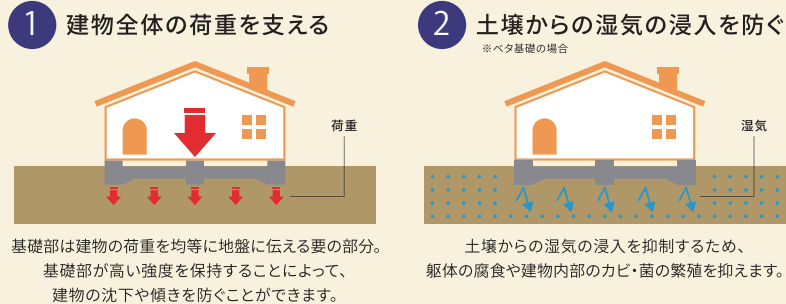 1 建物全体の荷重を支える
荷重
基礎部は建物の荷重を均等に地盤に伝える要の部分。
基礎部が高い強度を保持することによって、
建物の沈下や傾きを防ぐことができます。
2 土壌からの湿気の浸入を防ぐ
※ベタ基礎の場合
湿気
土壌からの湿気の浸入を抑制するため、
躯体の腐食や建物内部のカビ・菌の繁殖を抑えます。